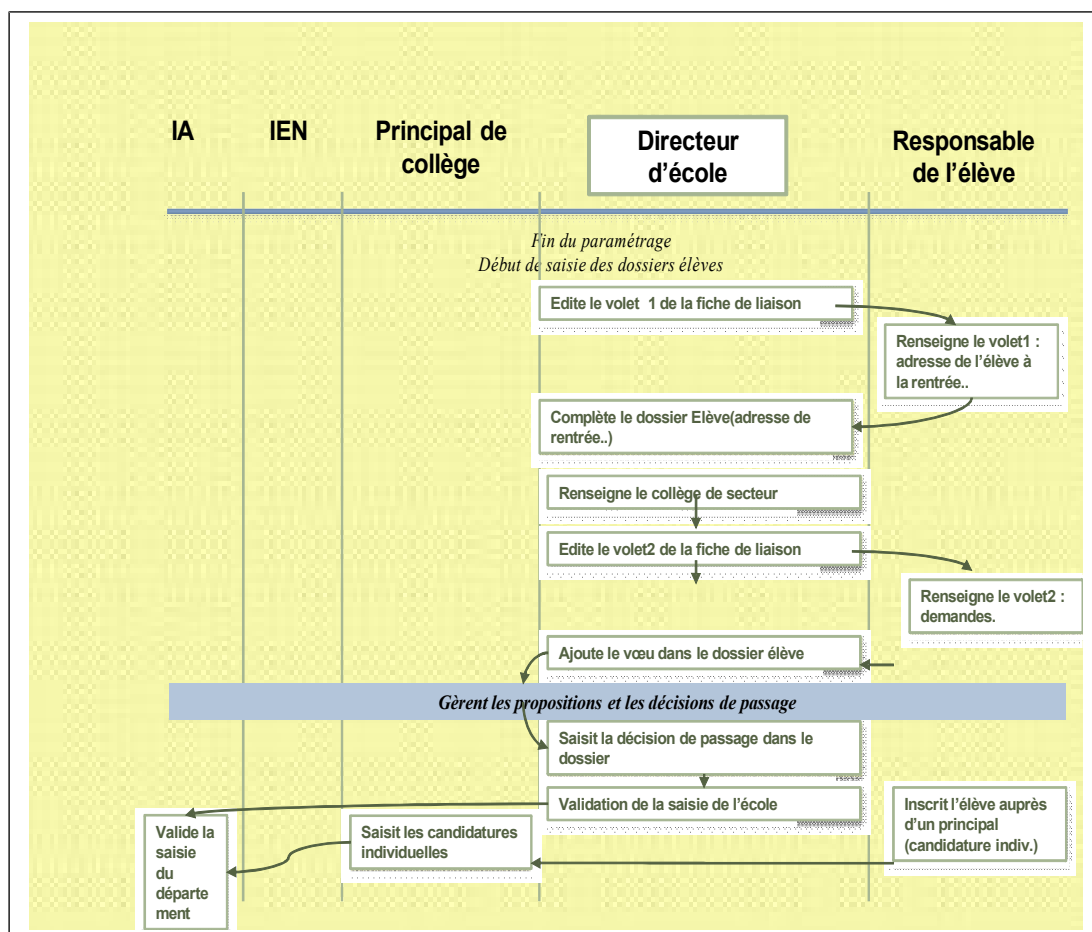 IA
IEN
Principal de
collège
Directeur
d'école
Responsable
de l'élève
Fin du paramétrage
Début de saisie des dossiers élèves
Edite le volet 1 de la fiche de liaison
Renseigne le volet1 :
adresse de l'élève à
la rentrée..
Complète le dossier Elève(adresse de
rentrée..)
Renseigne le collège de secteur
Edite le volet2 de la fiche de liaison
Renseigne le volet2 :
demandes.
Ajoute le vœu dans le dossier élève
Gèrent les propositions et les décisions de passage
Saisit la décision de passage dans le
dossier
Validation de la saisie de l'école
Inscrit l'élève auprès
d'un principal
(candidature indiv.)
Saisit les candidatures
individuelles
Valide la
saisie
du
départe
ment